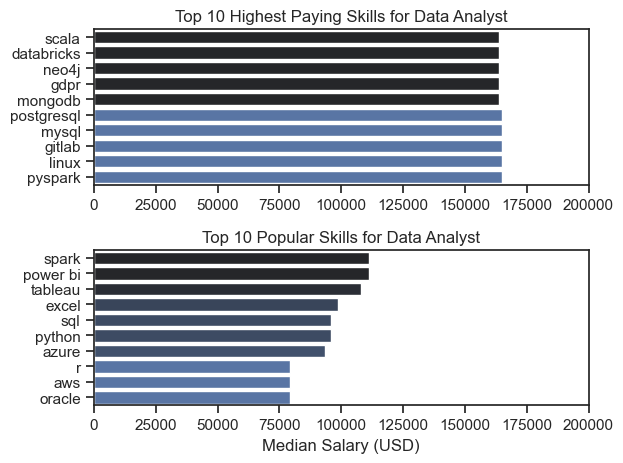 Top 10 Highest Paying Skills for Data Analyst
scala
databricks
neo4j
gdpr
mongodb
postgresql
mysql
gitlab
linux
pyspark
0 25000 50000 75000 100000 125000 150000 175000 200000
Top 10 Popular Skills for Data Analyst
spark
power bi
tableau
excel
sql
python
azure
r
aws
oracle
0 25000 50000 75000 100000 125000 150000 175000 200000
Median Salary (USD)